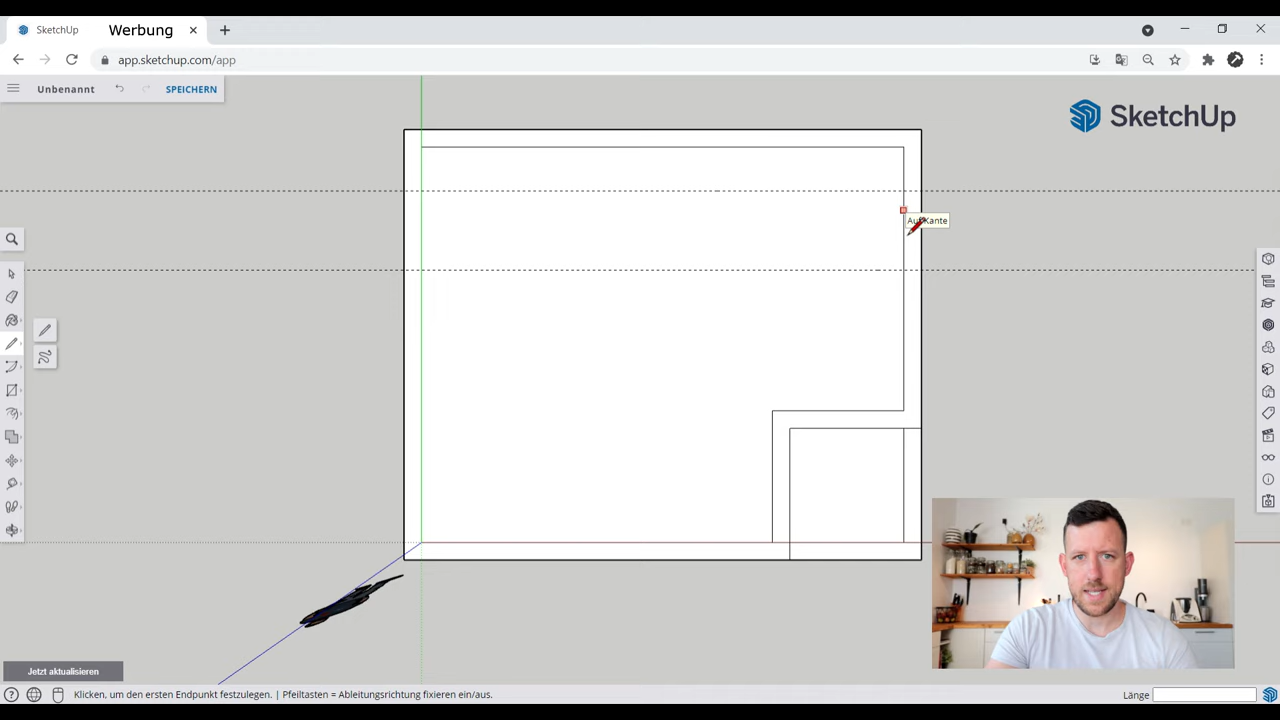 SketchUp
Werbung
app.sketchup.com/app
Unbenannt
SPEICHERN
SketchUp
Auf Kante
Jetzt aktualisieren
Klicken, um den ersten Endpunkt festzulegen. | Pfeiltasten = Ableitungsrichtung fixieren ein/aus.
Länge